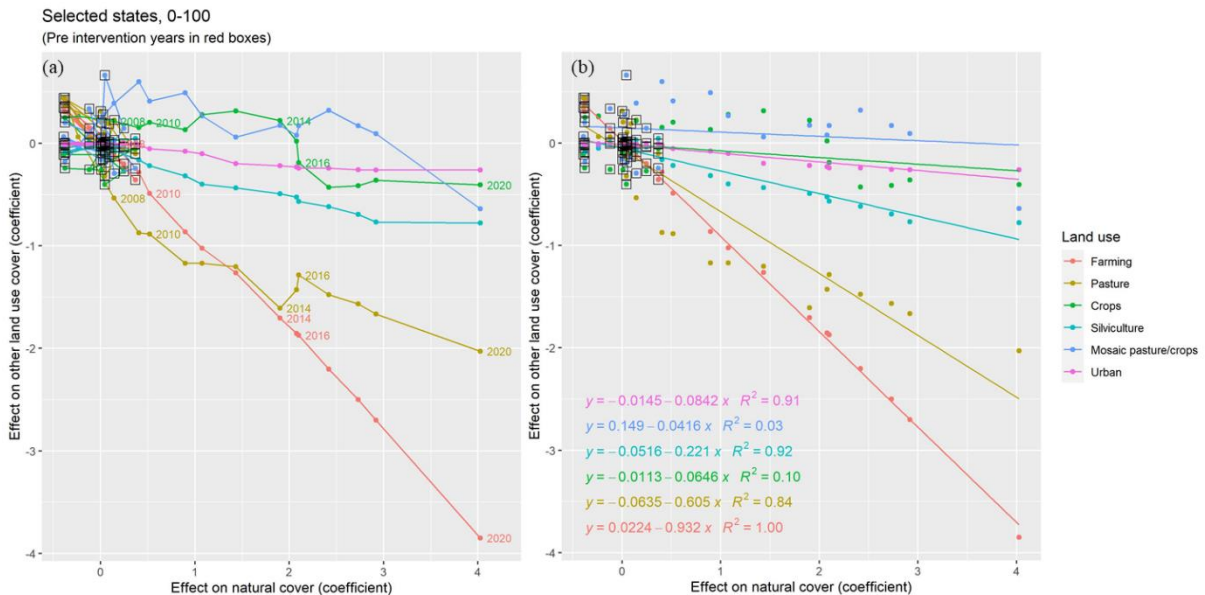 Selected states, 0-100
(Pre intervention years in red boxes)
(a)
0
-1
-2
-3
-4
0
1
2
3
4
2008
2010
2014
2016
2020
2010
2014
2016
2020
2008
2010
2014
2016
2020
Effect on other land use cover (coefficient)
Effect on natural cover (coefficient)
(b)
0
-1
-2
-3
-4
0
1
2
3
4
y = −0.0145 − 0.0842 x R² = 0.91
y = 0.149 − 0.0416 x R² = 0.03
y = −0.0516 − 0.221 x R² = 0.92
y = −0.0113 − 0.0646 x R² = 0.10
y = −0.0635 − 0.605 x R² = 0.84
y = 0.0224 − 0.932 x R² = 1.00
Effect on other land use cover (coefficient)
Effect on natural cover (coefficient)
Land use
Farming
Pasture
Crops
Silviculture
Mosaic pasture/crops
Urban